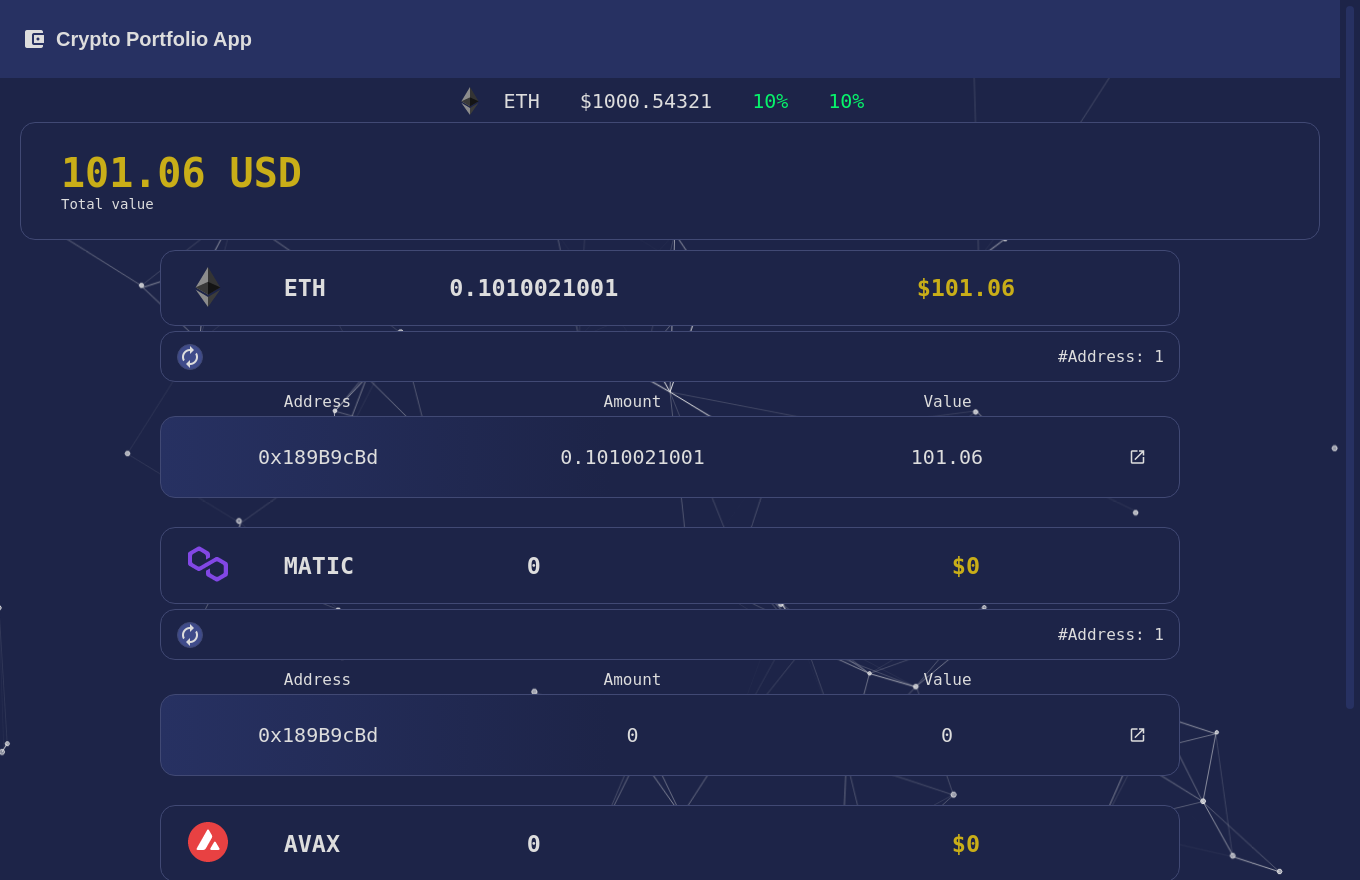 Crypto Portfolio App
ETH $1000.54321 10% 10%
101.06 USD
Total value
ETH 0.1010021001 $101.06
#Address: 1
Address Amount Value
0x189B9cBd 0.1010021001 101.06
MATIC 0 $0
#Address: 1
Address Amount Value
0x189B9cBd 0 0
AVAX 0 $0